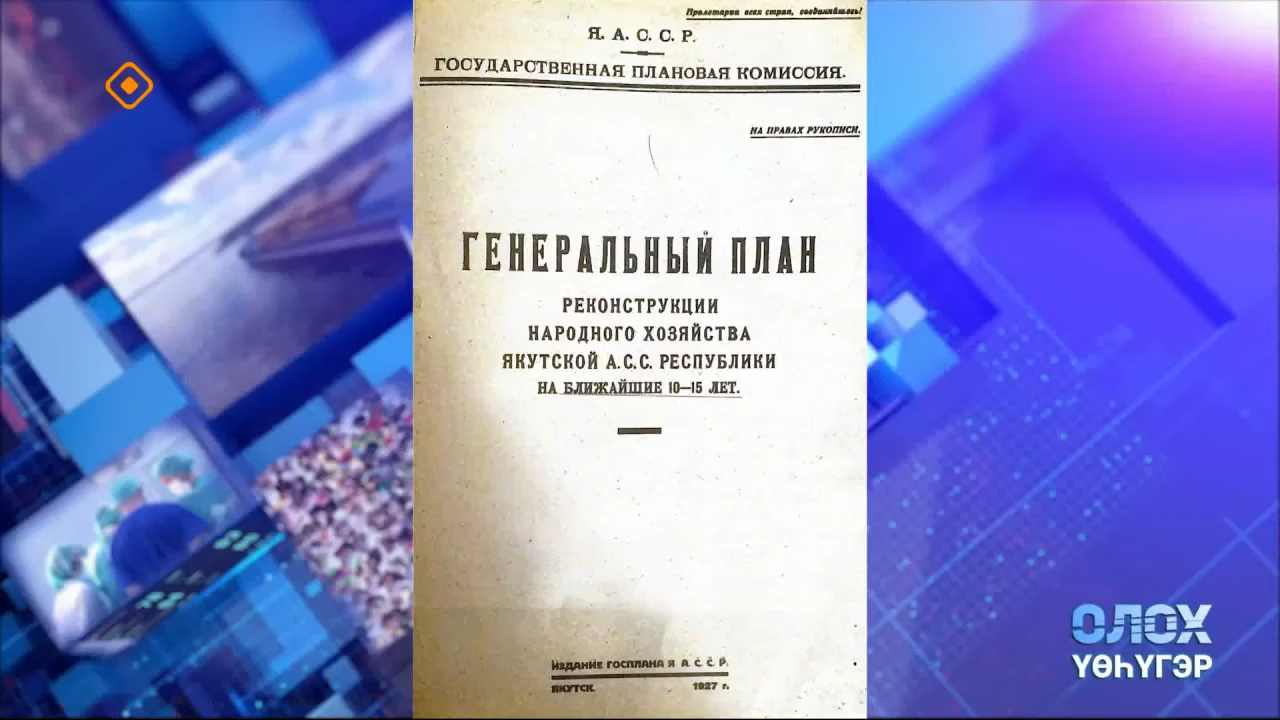 Пролетарии всех стран, соединяйтесь!
Я. А. С. С. Р.
ГОСУДАРСТВЕННАЯ ПЛАНОВАЯ КОМИССИЯ.
НА ПРАВАХ РУКОПИСИ.
ГЕНЕРАЛЬНЫЙ ПЛАН
РЕКОНСТРУКЦИИ
НАРОДНОГО ХОЗЯЙСТВА
ЯКУТСКОЙ А.С.С. РЕСПУБЛИКИ
НА БЛИЖАЙШИЕ 10—15 ЛЕТ.
ИЗДАНИЕ ГОСПЛАНА Я А. С. С. Р.
ЯКУТСК 1927 г.
ОЛОХ
ҮӨҺҮГЭР